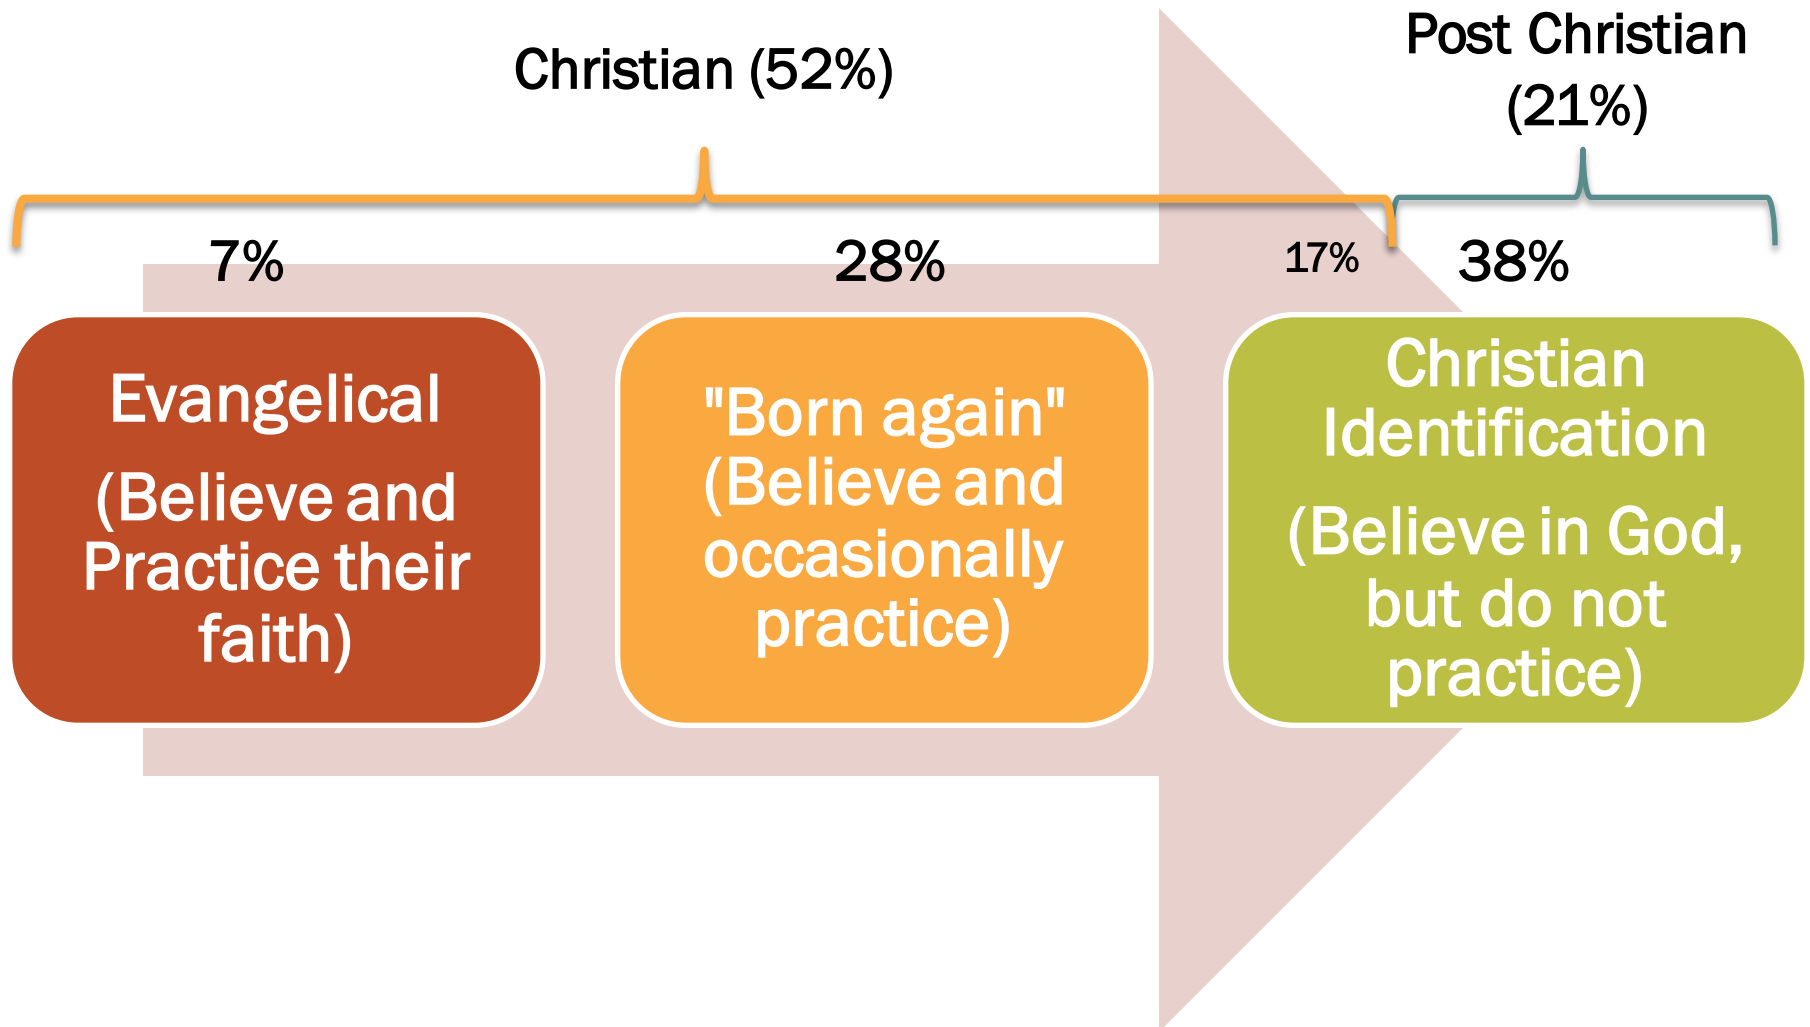 Christian (52%)
Post Christian
(21%)
7%
28%
17%
38%
Evangelical
(Believe and
Practice their
faith)
"Born again"
(Believe and
occasionally
practice)
Christian
Identification
(Believe in God,
but do not
practice)